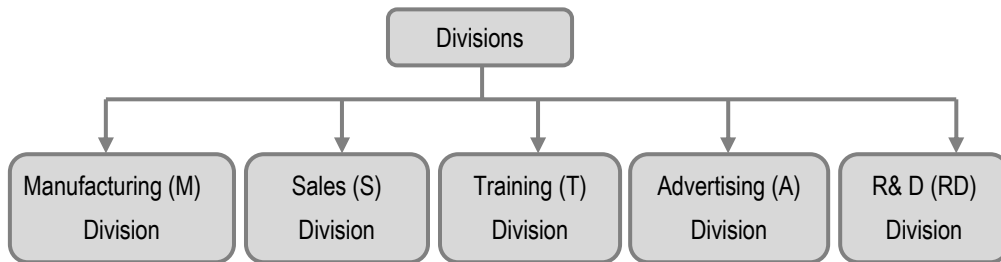 Divisions
Manufacturing (M)
Division
Sales (S)
Division
Training (T)
Division
Advertising (A)
Division
R& D (RD)
Division